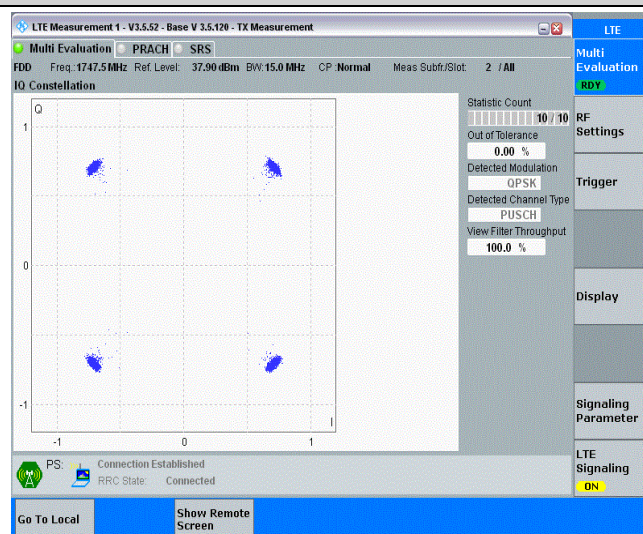 LTE Measurement 1 - V3.5.52 - Base V 3.5.120 - TX Measurement
LTE
Multi Evaluation PRACH SRS
Multi
Evaluation
RDY
FDD Freq.:1747.5 MHz Ref. Level: 37.90 dBm BW:15.0 MHz CP :Normal Meas Subfr./Slot: 2 / All
IQ Constellation
Q
1
0
-1
I
-1 0 1
Statistic Count
10 / 10
Out of Tolerance
0.00 %
Detected Modulation
QPSK
Detected Channel Type
PUSCH
View Filter Throughput
100.0 %
RF
Settings
Trigger
Display
Signaling
Parameter
LTE
Signaling
ON
PS: Connection Established
RRC State: Connected
Go To Local
Show Remote
Screen